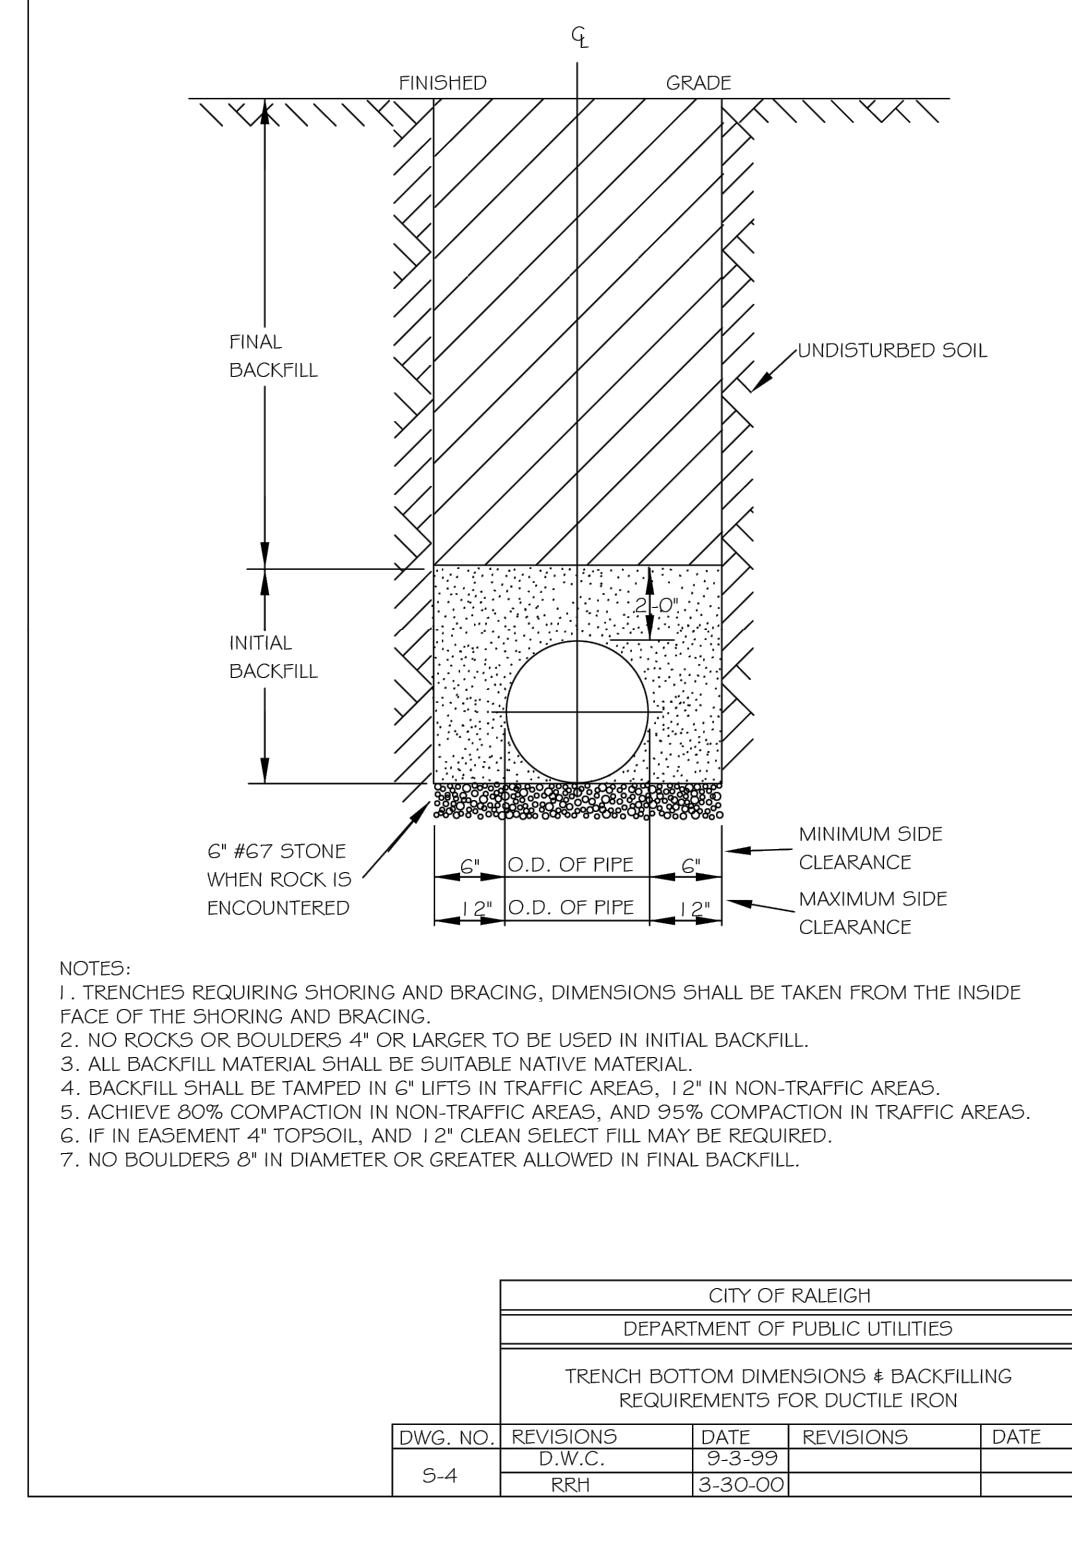 ℄
FINISHED GRADE
FINAL
BACKFILL
UNDISTURBED SOIL
2'-0"
INITIAL
BACKFILL
6" #67 STONE
WHEN ROCK IS
ENCOUNTERED
6" O.D. OF PIPE 6"
12" O.D. OF PIPE 12"
MINIMUM SIDE
CLEARANCE
MAXIMUM SIDE
CLEARANCE
NOTES:
1. TRENCHES REQUIRING SHORING AND BRACING, DIMENSIONS SHALL BE TAKEN FROM THE INSIDE
FACE OF THE SHORING AND BRACING.
2. NO ROCKS OR BOULDERS 4" OR LARGER TO BE USED IN INITIAL BACKFILL.
3. ALL BACKFILL MATERIAL SHALL BE SUITABLE NATIVE MATERIAL.
4. BACKFILL SHALL BE TAMPED IN 6" LIFTS IN TRAFFIC AREAS, 12" IN NON-TRAFFIC AREAS.
5. ACHIEVE 80% COMPACTION IN NON-TRAFFIC AREAS, AND 95% COMPACTION IN TRAFFIC AREAS.
6. IF IN EASEMENT 4" TOPSOIL, AND 12" CLEAN SELECT FILL MAY BE REQUIRED.
7. NO BOULDERS 8" IN DIAMETER OR GREATER ALLOWED IN FINAL BACKFILL.
CITY OF RALEIGH
DEPARTMENT OF PUBLIC UTILITIES
TRENCH BOTTOM DIMENSIONS & BACKFILLING
REQUIREMENTS FOR DUCTILE IRON
DWG. NO. REVISIONS DATE REVISIONS DATE
S-4
D.W.C. 9-3-99
RRH 3-30-00